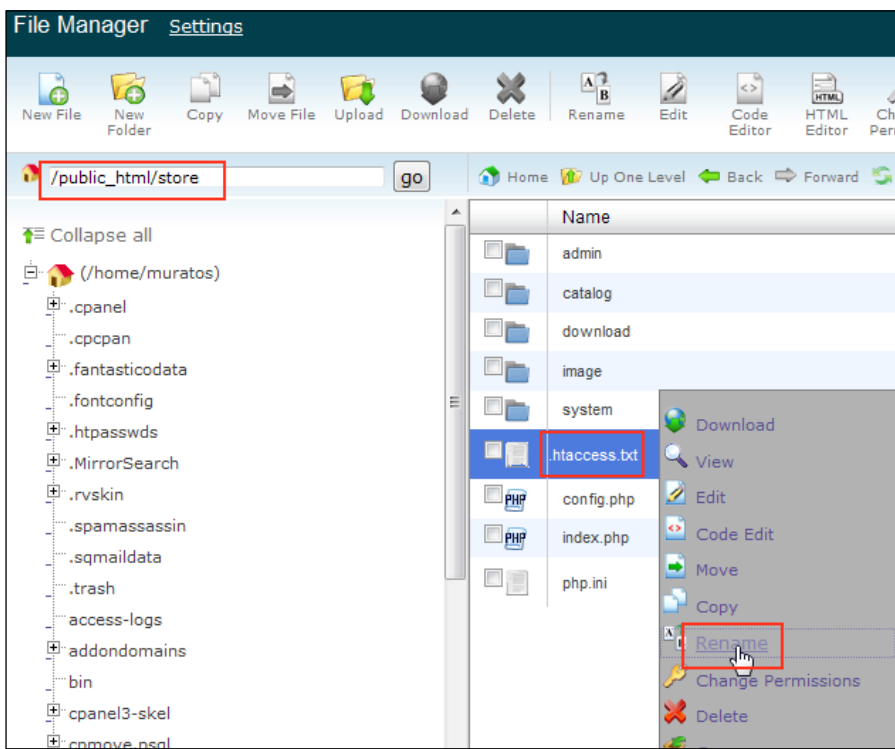 File Manager Settings
New File New Folder Copy Move File Upload Download Delete Rename Edit Code Editor HTML Editor
/public_html/store go Home Up One Level Back Forward
Collapse all
(/home/muratos)
.cpanel
.cpcpan
.fantasticodata
.fontconfig
.htpasswds
.MirrorSearch
.rvskin
.spamassassin
.sqmaildata
.trash
access-logs
addondomains
bin
cpanel3-skel
cpmove.psql
Name
admin
catalog
download
image
system
.htaccess.txt
config.php
index.php
php.ini
Download
View
Edit
Code Edit
Move
Copy
Rename
Change Permissions
Delete